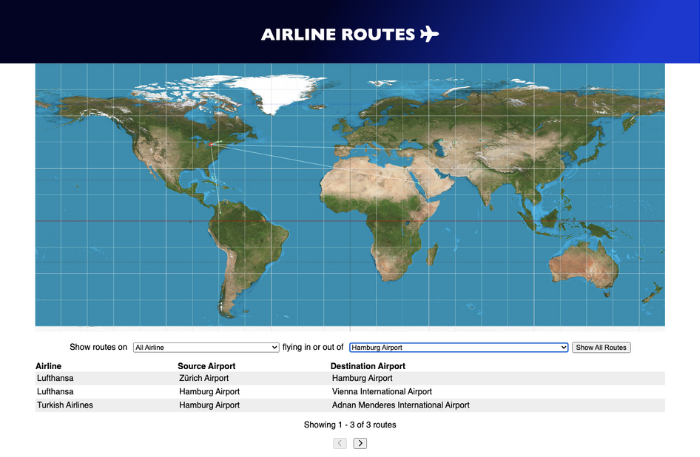 AIRLINE ROUTES
Show routes on All Airline flying in or out of Hamburg Airport Show All Routes
Airline Source Airport Destination Airport
Lufthansa Zürich Airport Hamburg Airport
Lufthansa Hamburg Airport Vienna International Airport
Turkish Airlines Hamburg Airport Adnan Menderes International Airport
Showing 1 - 3 of 3 routes